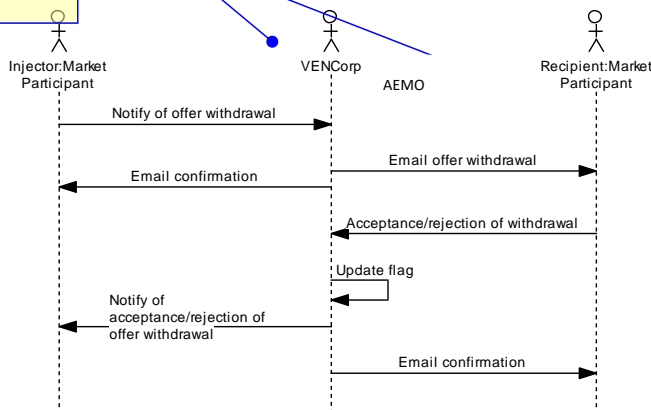 Injector:Market
Participant
VENCorp
AEMO
Recipient:Market
Participant
Notify of offer withdrawal
Email offer withdrawal
Email confirmation
Acceptance/rejection of withdrawal
Update flag
Notify of
acceptance/rejection of
offer withdrawal
Email confirmation